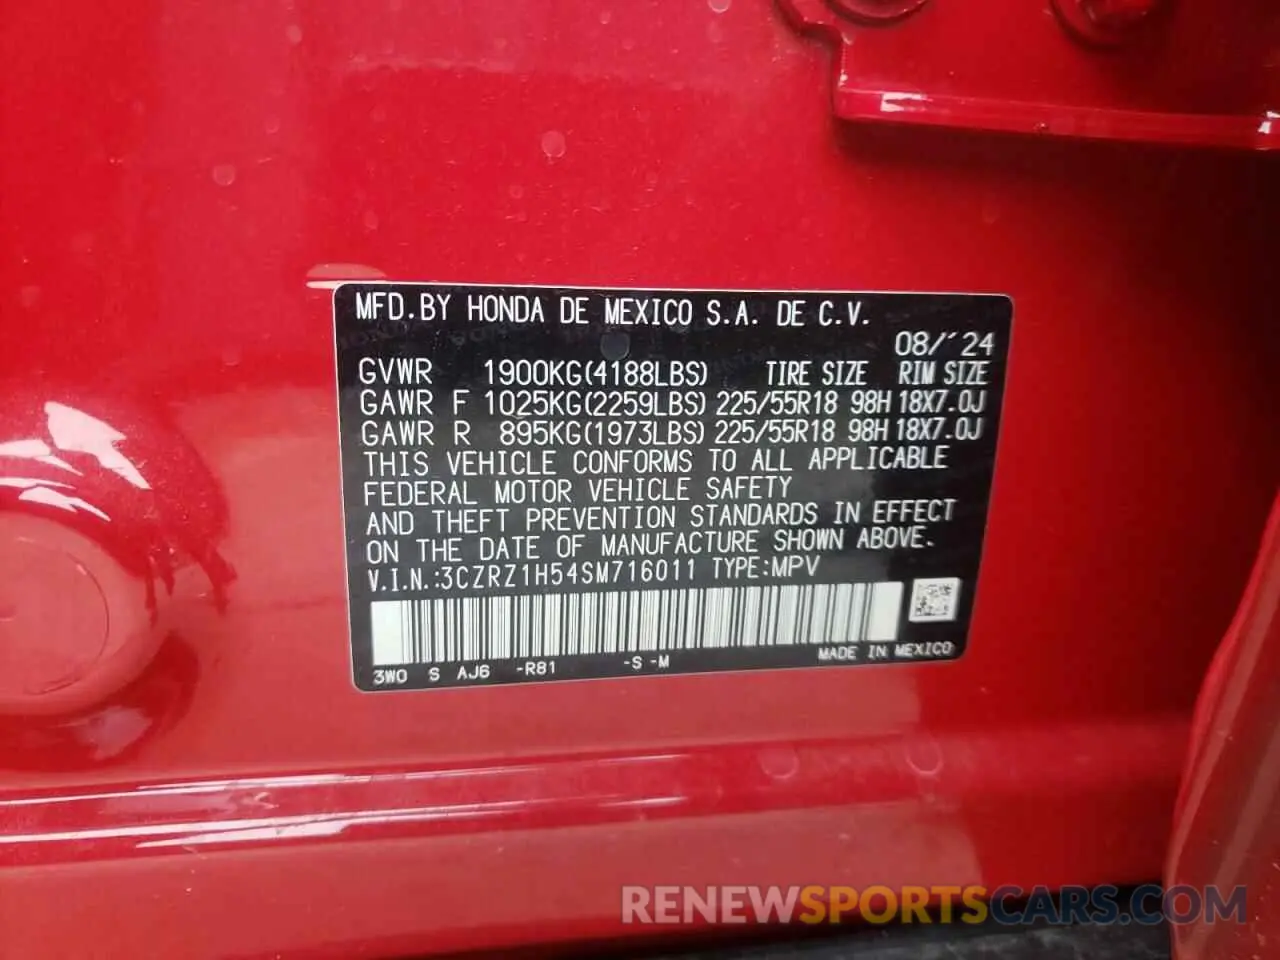 MFD.BY HONDA DE MEXICO S.A. DE C.V.
08/´24
GVWR 1900KG(4188LBS) TIRE SIZE RIM SIZE
GAWR F 1025KG(2259LBS) 225/55R18 98H 18X7.0J
GAWR R 895KG(1973LBS) 225/55R18 98H 18X7.0J
THIS VEHICLE CONFORMS TO ALL APPLICABLE
FEDERAL MOTOR VEHICLE SAFETY
AND THEFT PREVENTION STANDARDS IN EFFECT
ON THE DATE OF MANUFACTURE SHOWN ABOVE.
V.I.N.:3CZRZ1H54SM716011 TYPE:MPV
3WO S AJ6 -R81 -S -M MADE IN MEXICO
RENEWSPORTSCARS.COM